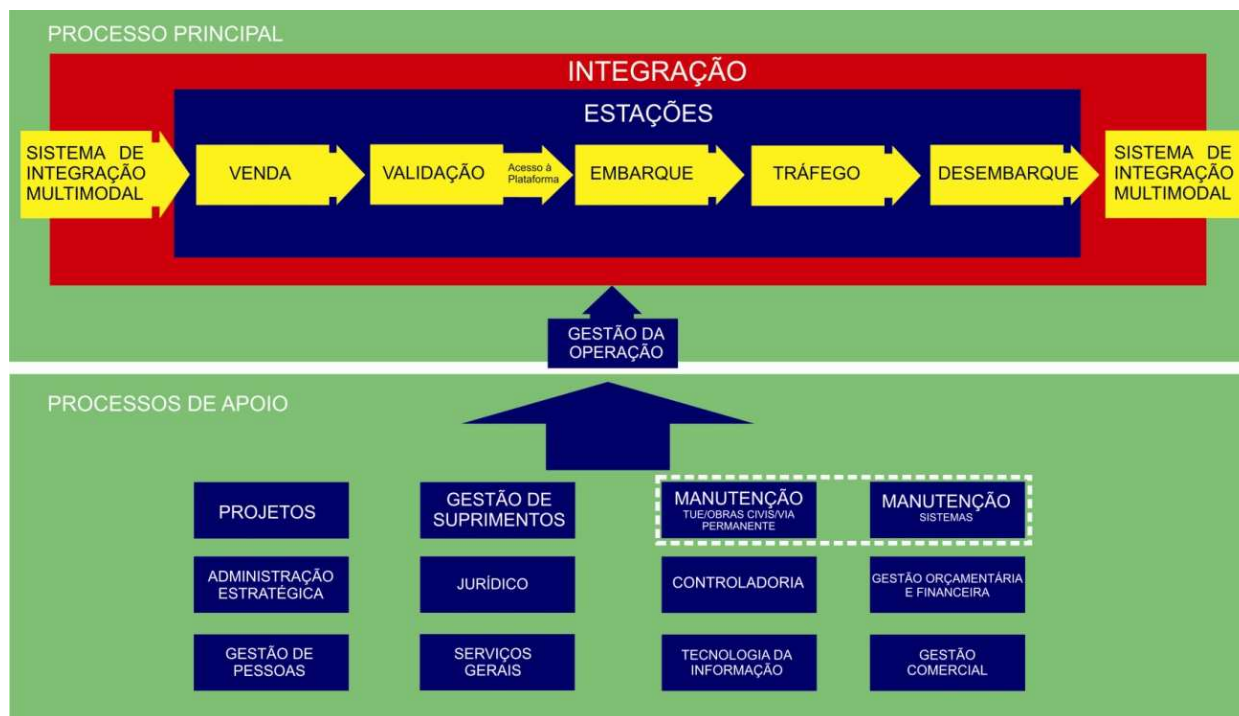 PROCESSO PRINCIPAL
INTEGRAÇÃO
ESTAÇÕES
SISTEMA DE
INTEGRAÇÃO
MULTIMODAL
VENDA
VALIDAÇÃO
Acesso à
Plataforma
EMBARQUE
TRÁFEGO
DESEMBARQUE
SISTEMA DE
INTEGRAÇÃO
MULTIMODAL
GESTÃO DA
OPERAÇÃO
PROCESSOS DE APOIO
PROJETOS
GESTÃO DE
SUPRIMENTOS
MANUTENÇÃO
TUE/OBRAS CIVIS/VIA
PERMANENTE
MANUTENÇÃO
SISTEMAS
ADMINISTRAÇÃO
ESTRATÉGICA
JURÍDICO
CONTROLADORIA
GESTÃO ORÇAMENTÁRIA
E FINANCEIRA
GESTÃO DE
PESSOAS
SERVIÇOS
GERAIS
TECNOLOGIA DA
INFORMAÇÃO
GESTÃO
COMERCIAL